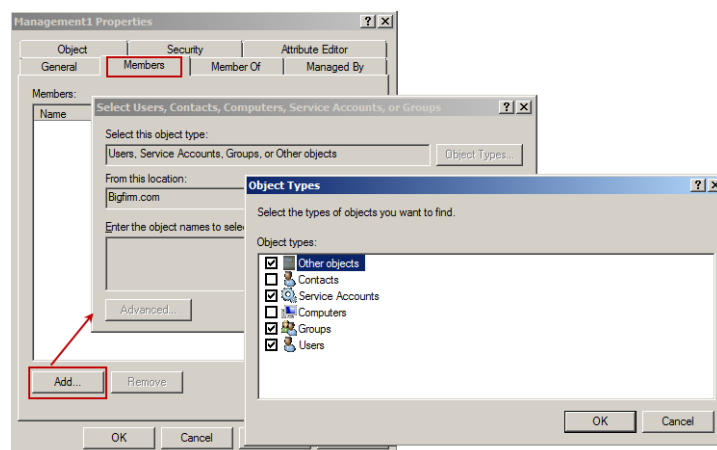 Management1 Properties
Object Security Attribute Editor
General Members Member Of Managed By
Members:
Name
Select Users, Contacts, Computers, Service Accounts, or Groups
Select this object type:
Users, Service Accounts, Groups, or Other objects
Object Types...
From this location:
Bigfirm.com
Enter the object names to selec
Advanced...
Object Types
Select the types of objects you want to find.
Object types:
Other objects
Contacts
Service Accounts
Computers
Groups
Users
OK Cancel
Add... Remove
OK Cancel